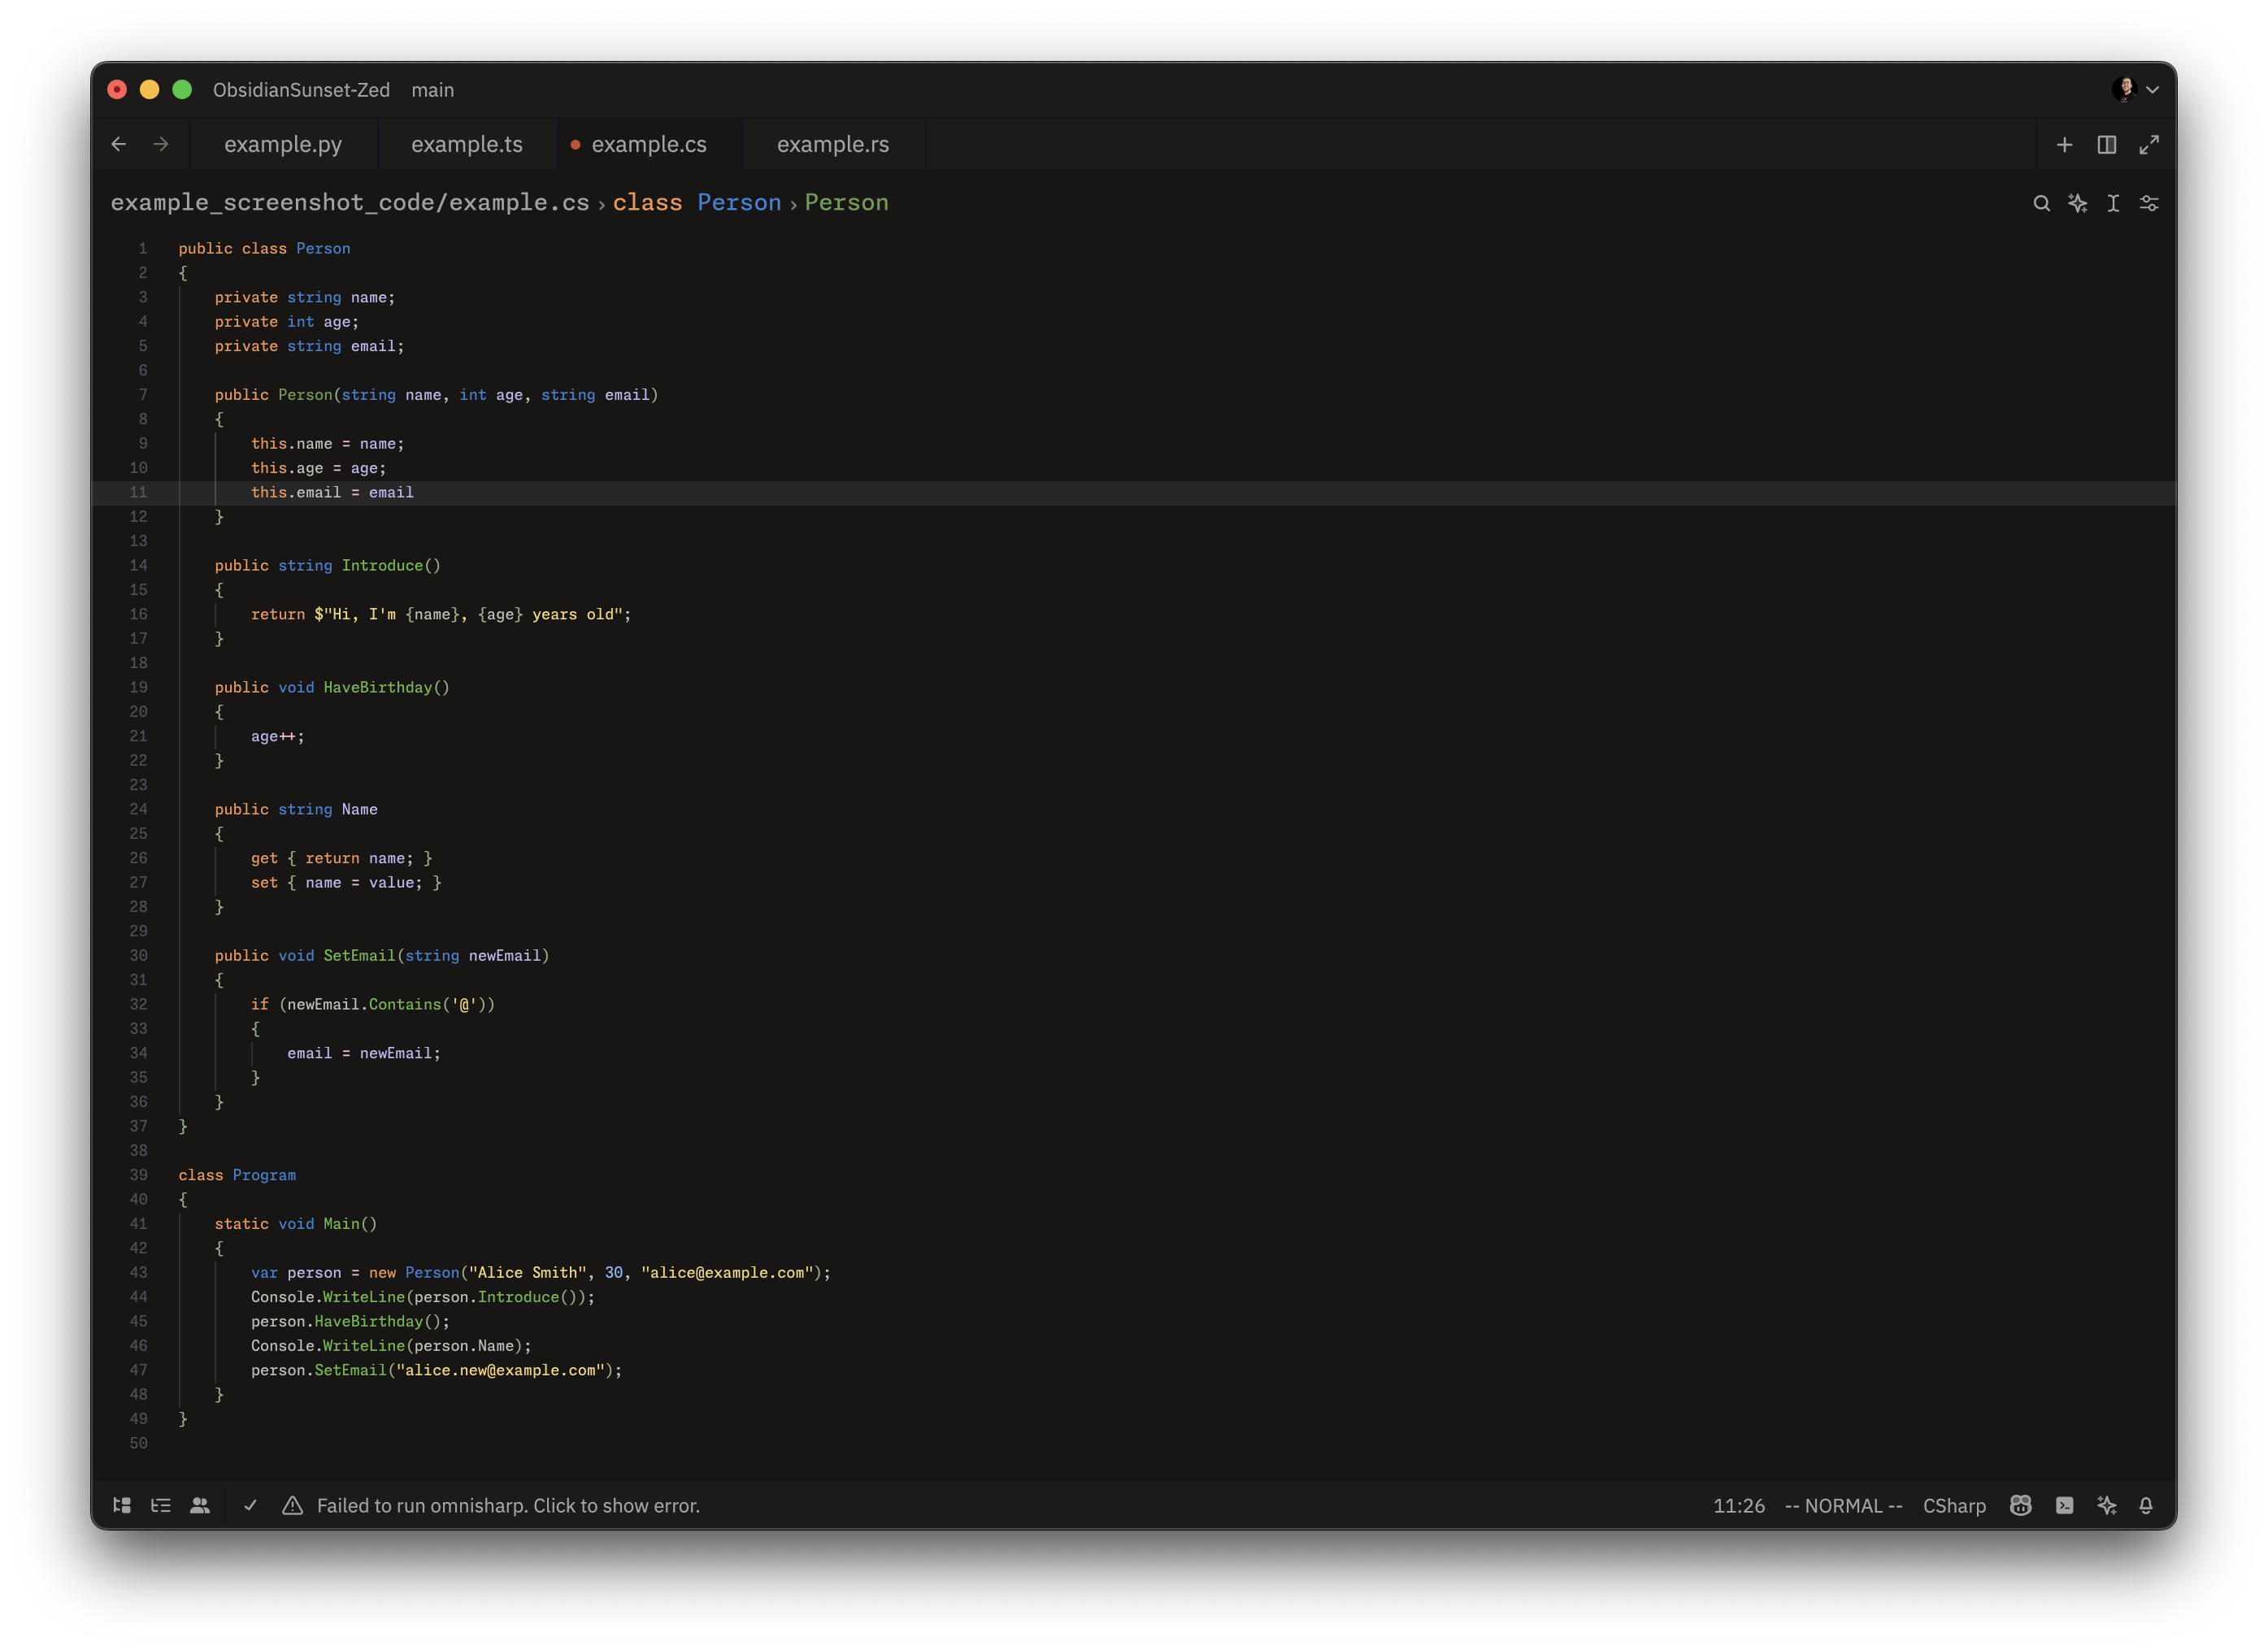 ObsidianSunset-Zed main
example.py example.ts example.cs example.rs
example_screenshot_code/example.cs › class Person › Person
1 public class Person
2 {
3     private string name;
4     private int age;
5     private string email;
6
7     public Person(string name, int age, string email)
8     {
9         this.name = name;
10         this.age = age;
11         this.email = email
12     }
13
14     public string Introduce()
15     {
16         return $"Hi, I'm {name}, {age} years old";
17     }
18
19     public void HaveBirthday()
20     {
21         age++;
22     }
23
24     public string Name
25     {
26         get { return name; }
27         set { name = value; }
28     }
29
30     public void SetEmail(string newEmail)
31     {
32         if (newEmail.Contains('@'))
33         {
34             email = newEmail;
35         }
36     }
37 }
38
39 class Program
40 {
41     static void Main()
42     {
43         var person = new Person("Alice Smith", 30, "alice@example.com");
44         Console.WriteLine(person.Introduce());
45         person.HaveBirthday();
46         Console.WriteLine(person.Name);
47         person.SetEmail("alice.new@example.com");
48     }
49 }
50
Failed to run omnisharp. Click to show error. 11:26 -- NORMAL -- CSharp